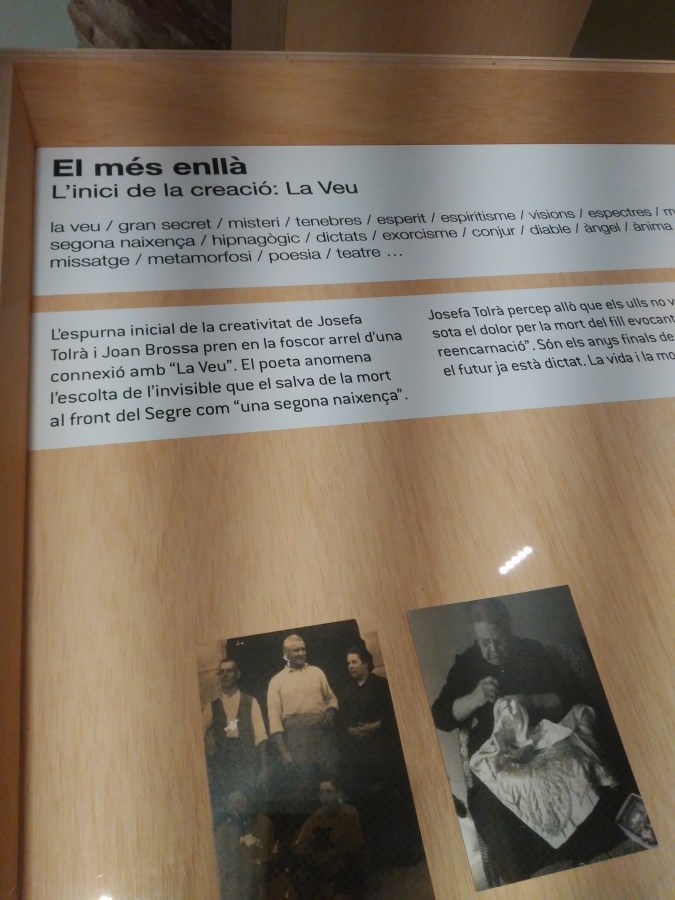 El més enllà
L'inici de la creació: La Veu
la veu / gran secret / misteri / tenebres / esperit / espiritisme / visions / espectres /
segona naixença / hipnagògic / dictats / exorcisme / conjur / diable / àngel / ànima
missatge / metamorfosi / poesia / teatre ...
L'espurna inicial de la creativitat de Josefa
Tolrà i Joan Brossa pren en la foscor arrel d'una
connexió amb "La Veu". El poeta anomena
l'escolta de l'invisible que el salva de la mort
al front del Segre com "una segona naixença".
Josefa Tolrà percep allò que els ulls no
sota el dolor per la mort del fill evocant
reencarnació". Són els anys finals de
el futur ja està dictat. La vida i la